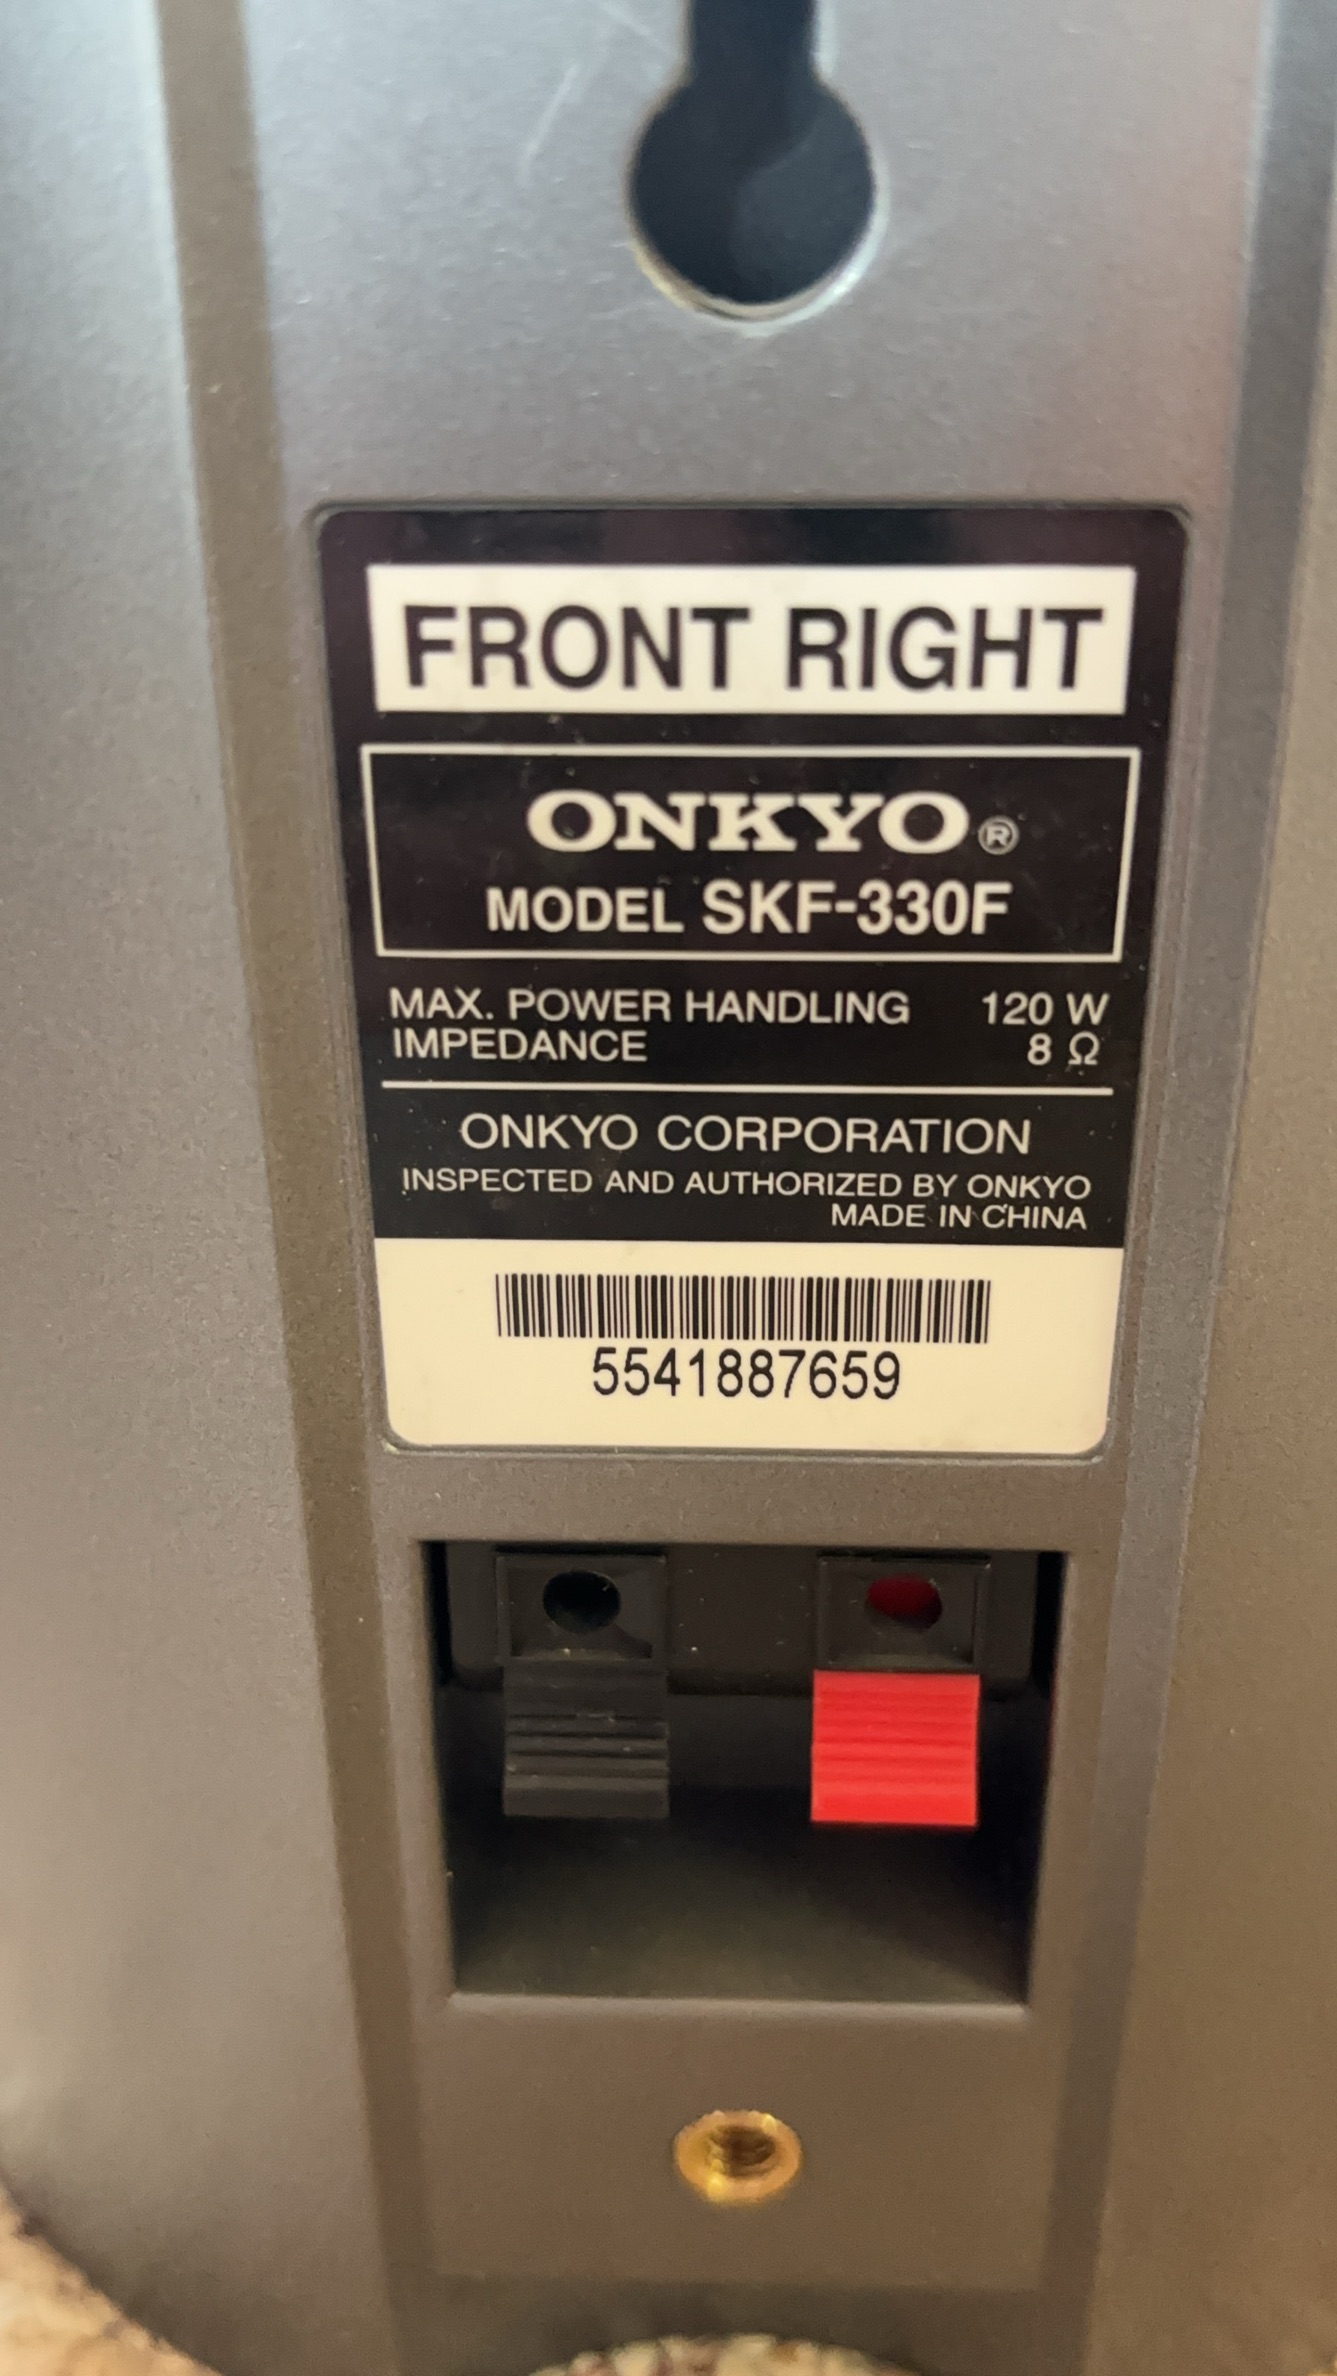 FRONT RIGHT
ONKYO®
MODEL SKF-330F
MAX. POWER HANDLING 120 W
IMPEDANCE 8 Ω
ONKYO CORPORATION
INSPECTED AND AUTHORIZED BY ONKYO
MADE IN CHINA
5541887659